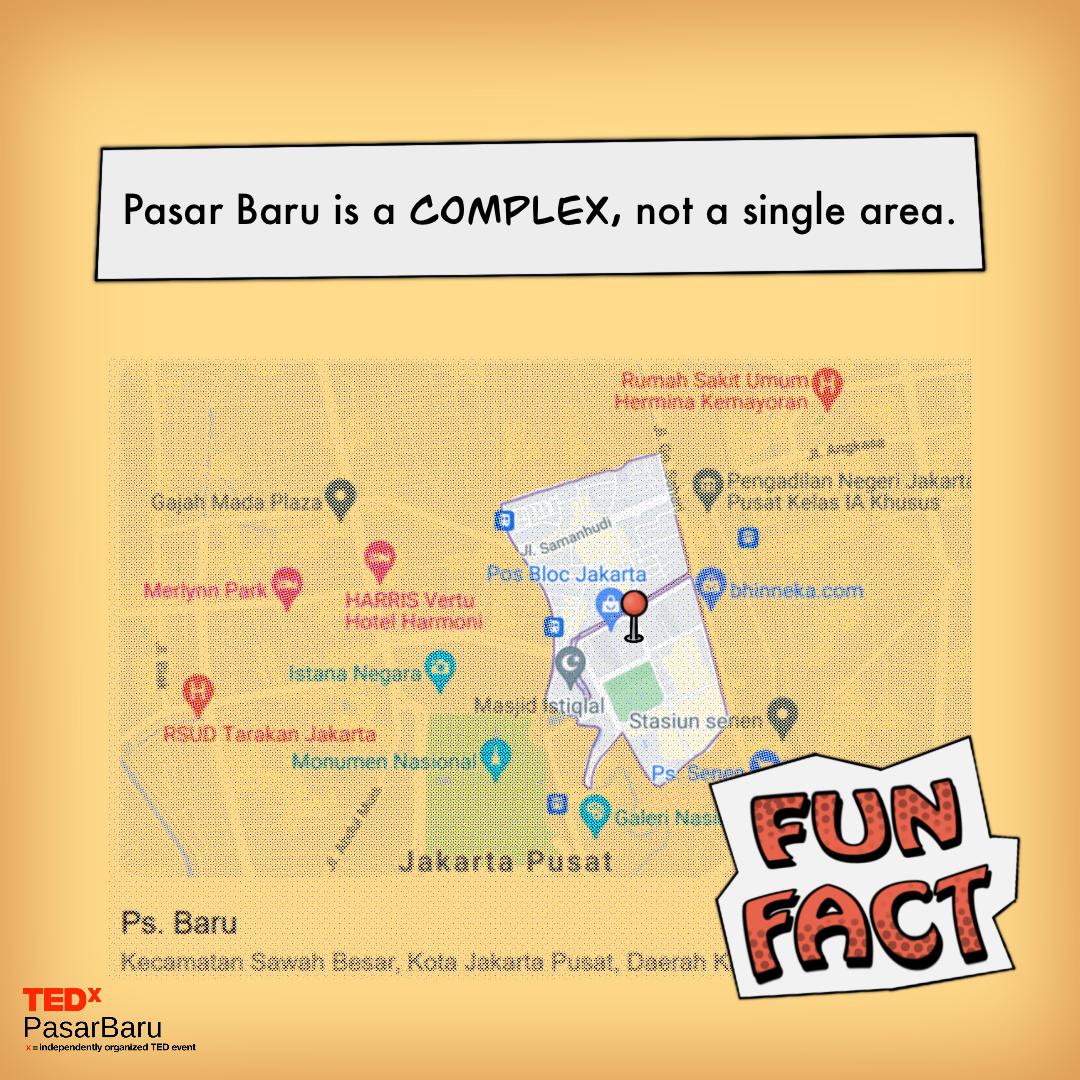 Pasar Baru is a COMPLEX, not a single area.
Rumah Sakit Umum
Hermina Kemayoran
Jl. Angkasa
Pengadilan Negeri Jakarta
Pusat Kelas IA Khusus
Gajah Mada Plaza
Jl. Samanhudi
Pos Bloc Jakarta
bhinneka.com
Merlynn Park
HARRIS Vertu
Hotel Harmoni
Istana Negara
Masjid Istiqlal
Stasiun senen
RSUD Tarakan Jakarta
Monumen Nasional
Ps. Senen
Galeri Nasi
Jakarta Pusat
FUN
FACT
Ps. Baru
Kecamatan Sawah Besar, Kota Jakarta Pusat, Daerah K
TEDx
PasarBaru
x = independently organized TED event